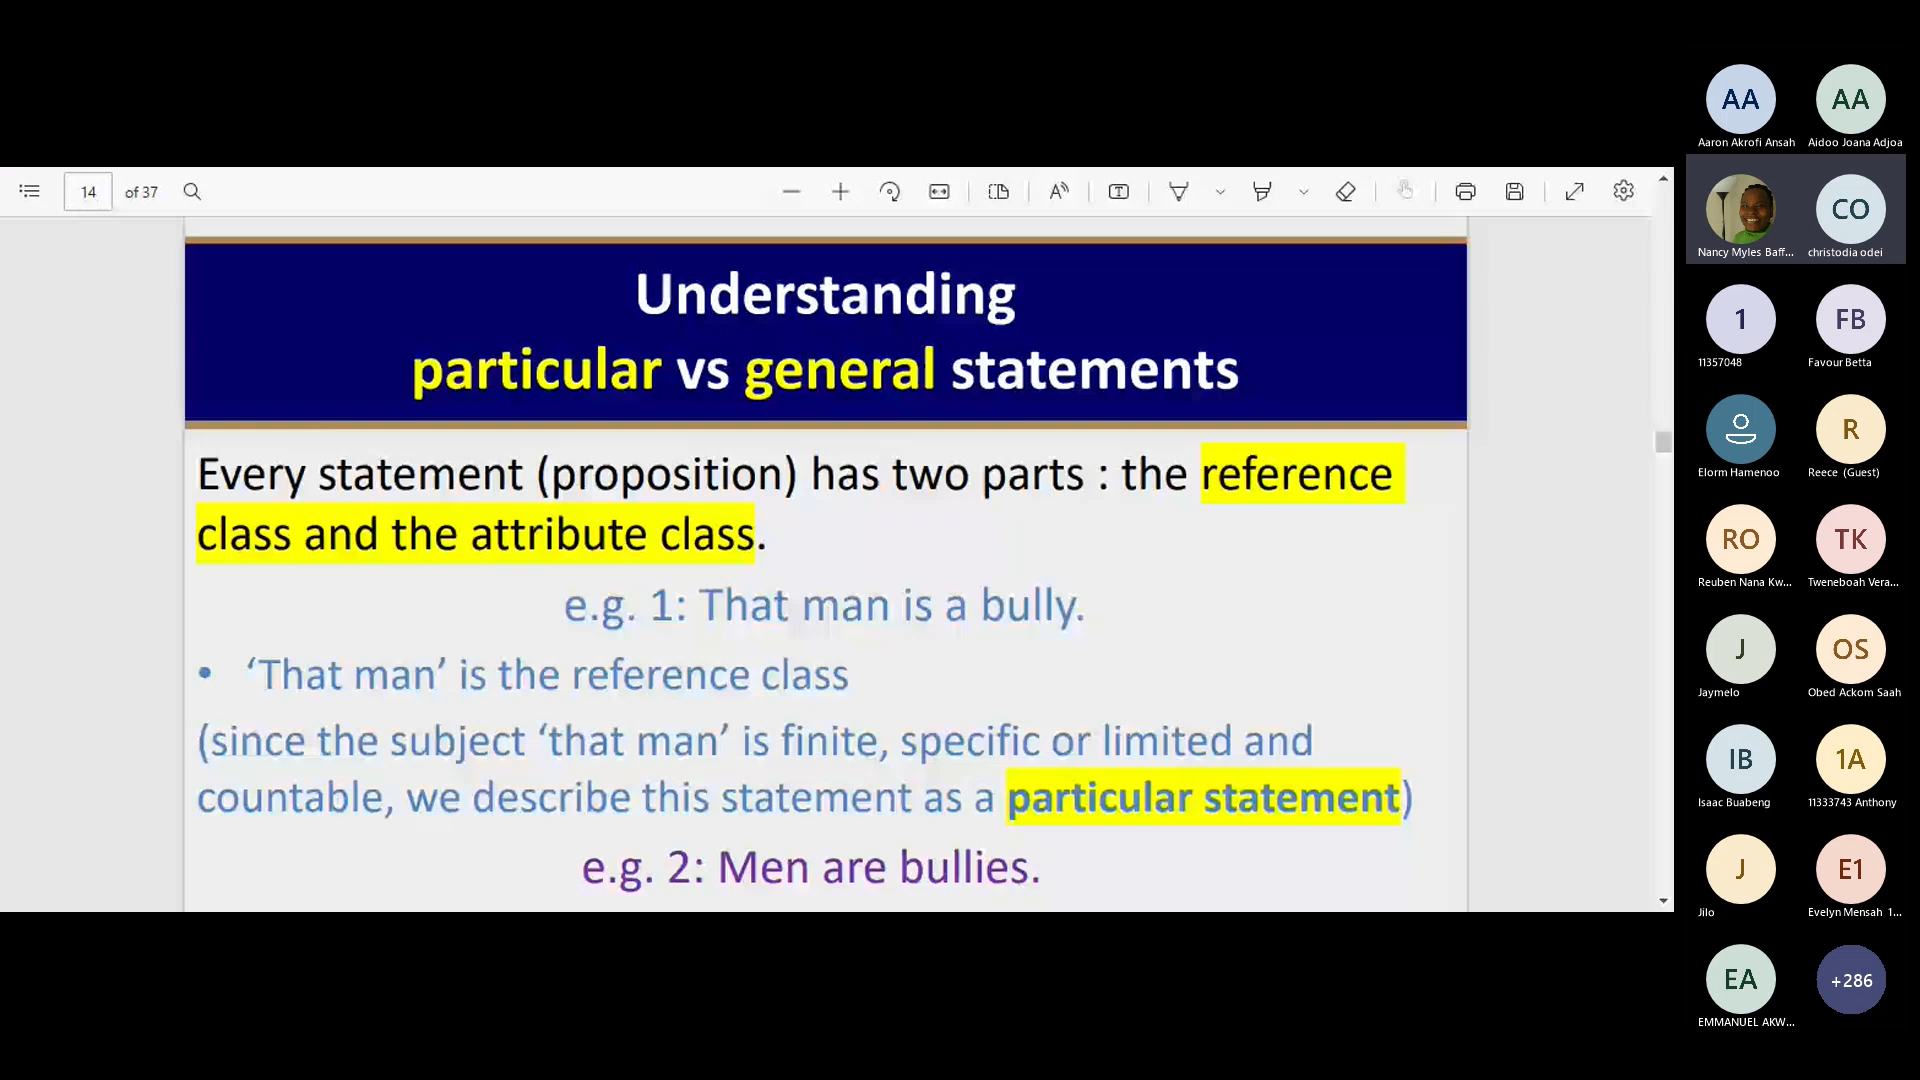 14 of 37
Understanding
particular vs general statements
Every statement (proposition) has two parts : the reference
class and the attribute class.
e.g. 1: That man is a bully.
• ‘That man’ is the reference class
(since the subject ‘that man’ is finite, specific or limited and
countable, we describe this statement as a particular statement)
e.g. 2: Men are bullies.
AA AA
Aaron Akrofi Ansah Aidoo Joana Adjoa
CO
Nancy Myles Baff... christodia odei
1 FB
11357048 Favour Betta
R
Elorm Hamenoo Reece (Guest)
RO TK
Reuben Nana Kw... Tweneboah Vera...
J OS
Jaymelo Obed Ackom Saah
IB 1A
Isaac Buabeng 11333743 Anthony
J E1
Jilo Evelyn Mensah 1...
EA +286
EMMANUEL AKW...